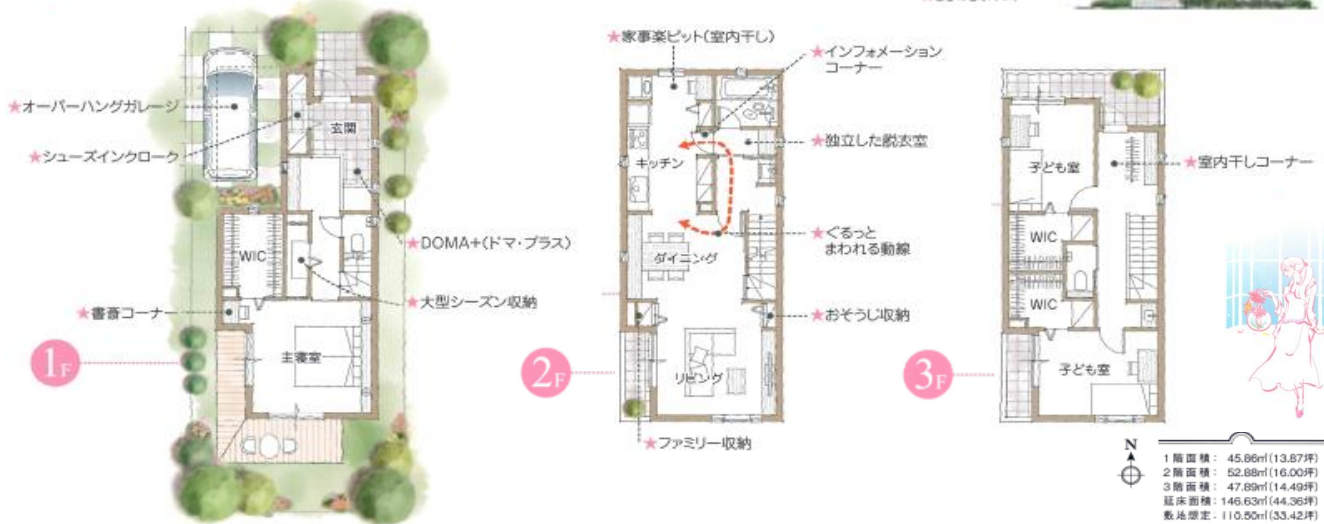 ★オーバーハングガレージ
★シューズインクローク
玄関
WIC
★DOMA+(ドマ・プラス)
★大型シーズン収納
★書斎コーナー
主寝室
1F
★家事楽ピット(室内干し)
★インフォメーション
コーナー
★独立した脱衣室
キッチン
★ぐるっと
まわれる動線
ダイニング
★おそうじ収納
リビング
2F
★ファミリー収納
子ども室
★室内干しコーナー
WIC
WIC
子ども室
3F
N
1階面積: 45.86㎡(13.87坪)
2階面積: 52.88㎡(16.00坪)
3階面積: 47.89㎡(14.49坪)
延床面積:146.63㎡(44.36坪)
敷地想定:110.50㎡(33.42坪)